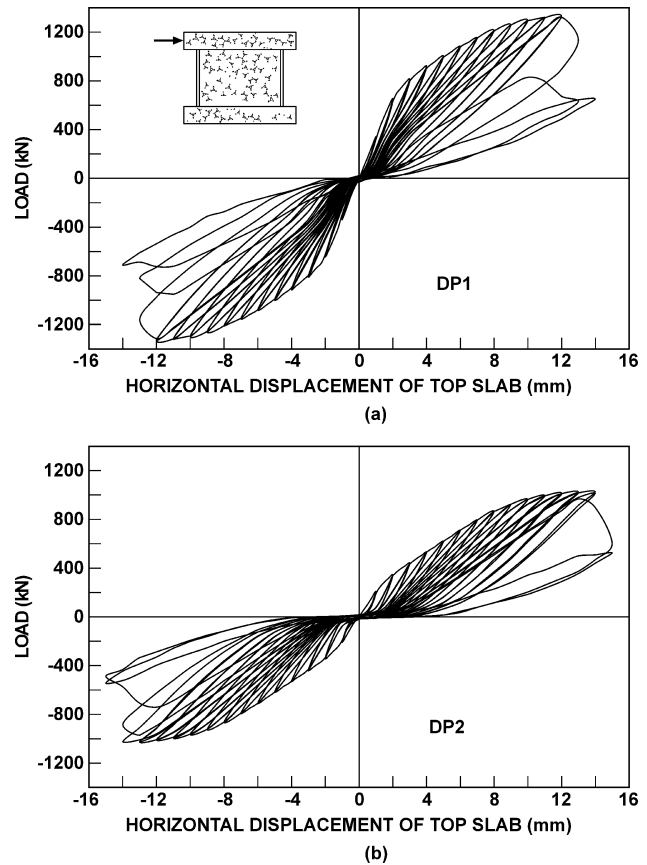 1200
800
400
0
-400
-800
-1200
LOAD (kN)
DP1
-16 -12 -8 -4 0 4 8 12 16
HORIZONTAL DISPLACEMENT OF TOP SLAB (mm)
(a)
1200
800
400
0
-400
-800
-1200
LOAD (kN)
DP2
-16 -12 -8 -4 0 4 8 12 16
HORIZONTAL DISPLACEMENT OF TOP SLAB (mm)
(b)